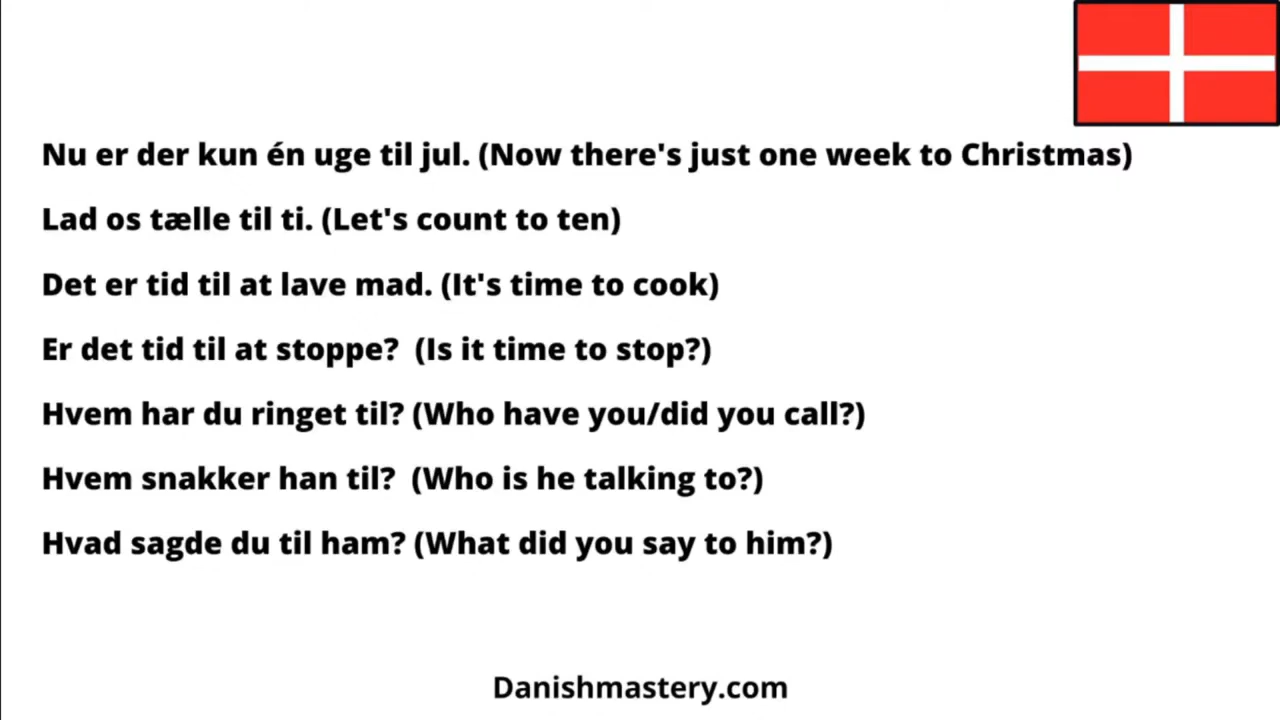 Nu er der kun én uge til jul. (Now there's just one week to Christmas)
Lad os tælle til ti. (Let's count to ten)
Det er tid til at lave mad. (It's time to cook)
Er det tid til at stoppe? (Is it time to stop?)
Hvem har du ringet til? (Who have you/did you call?)
Hvem snakker han til? (Who is he talking to?)
Hvad sagde du til ham? (What did you say to him?)
Danishmastery.com